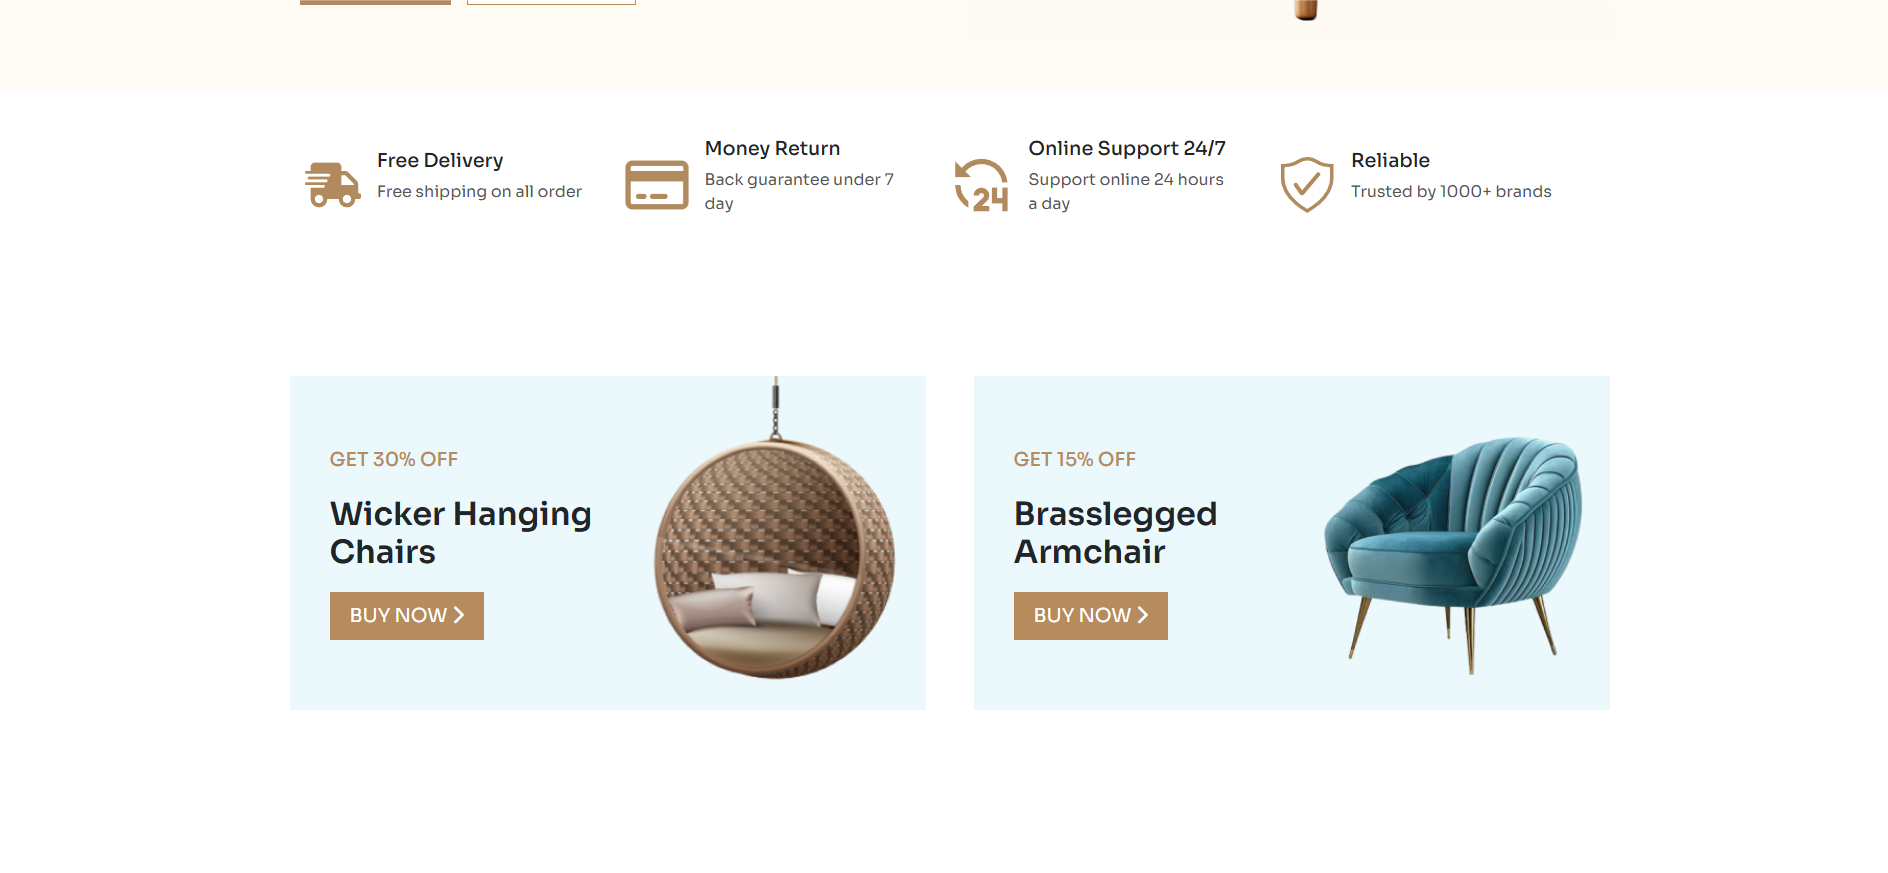 Free Delivery
Free shipping on all order
Money Return
Back guarantee under 7
day
Online Support 24/7
Support online 24 hours
a day
24
Reliable
Trusted by 1000+ brands
GET 30% OFF
Wicker Hanging
Chairs
BUY NOW
GET 15% OFF
Brasslegged
Armchair
BUY NOW